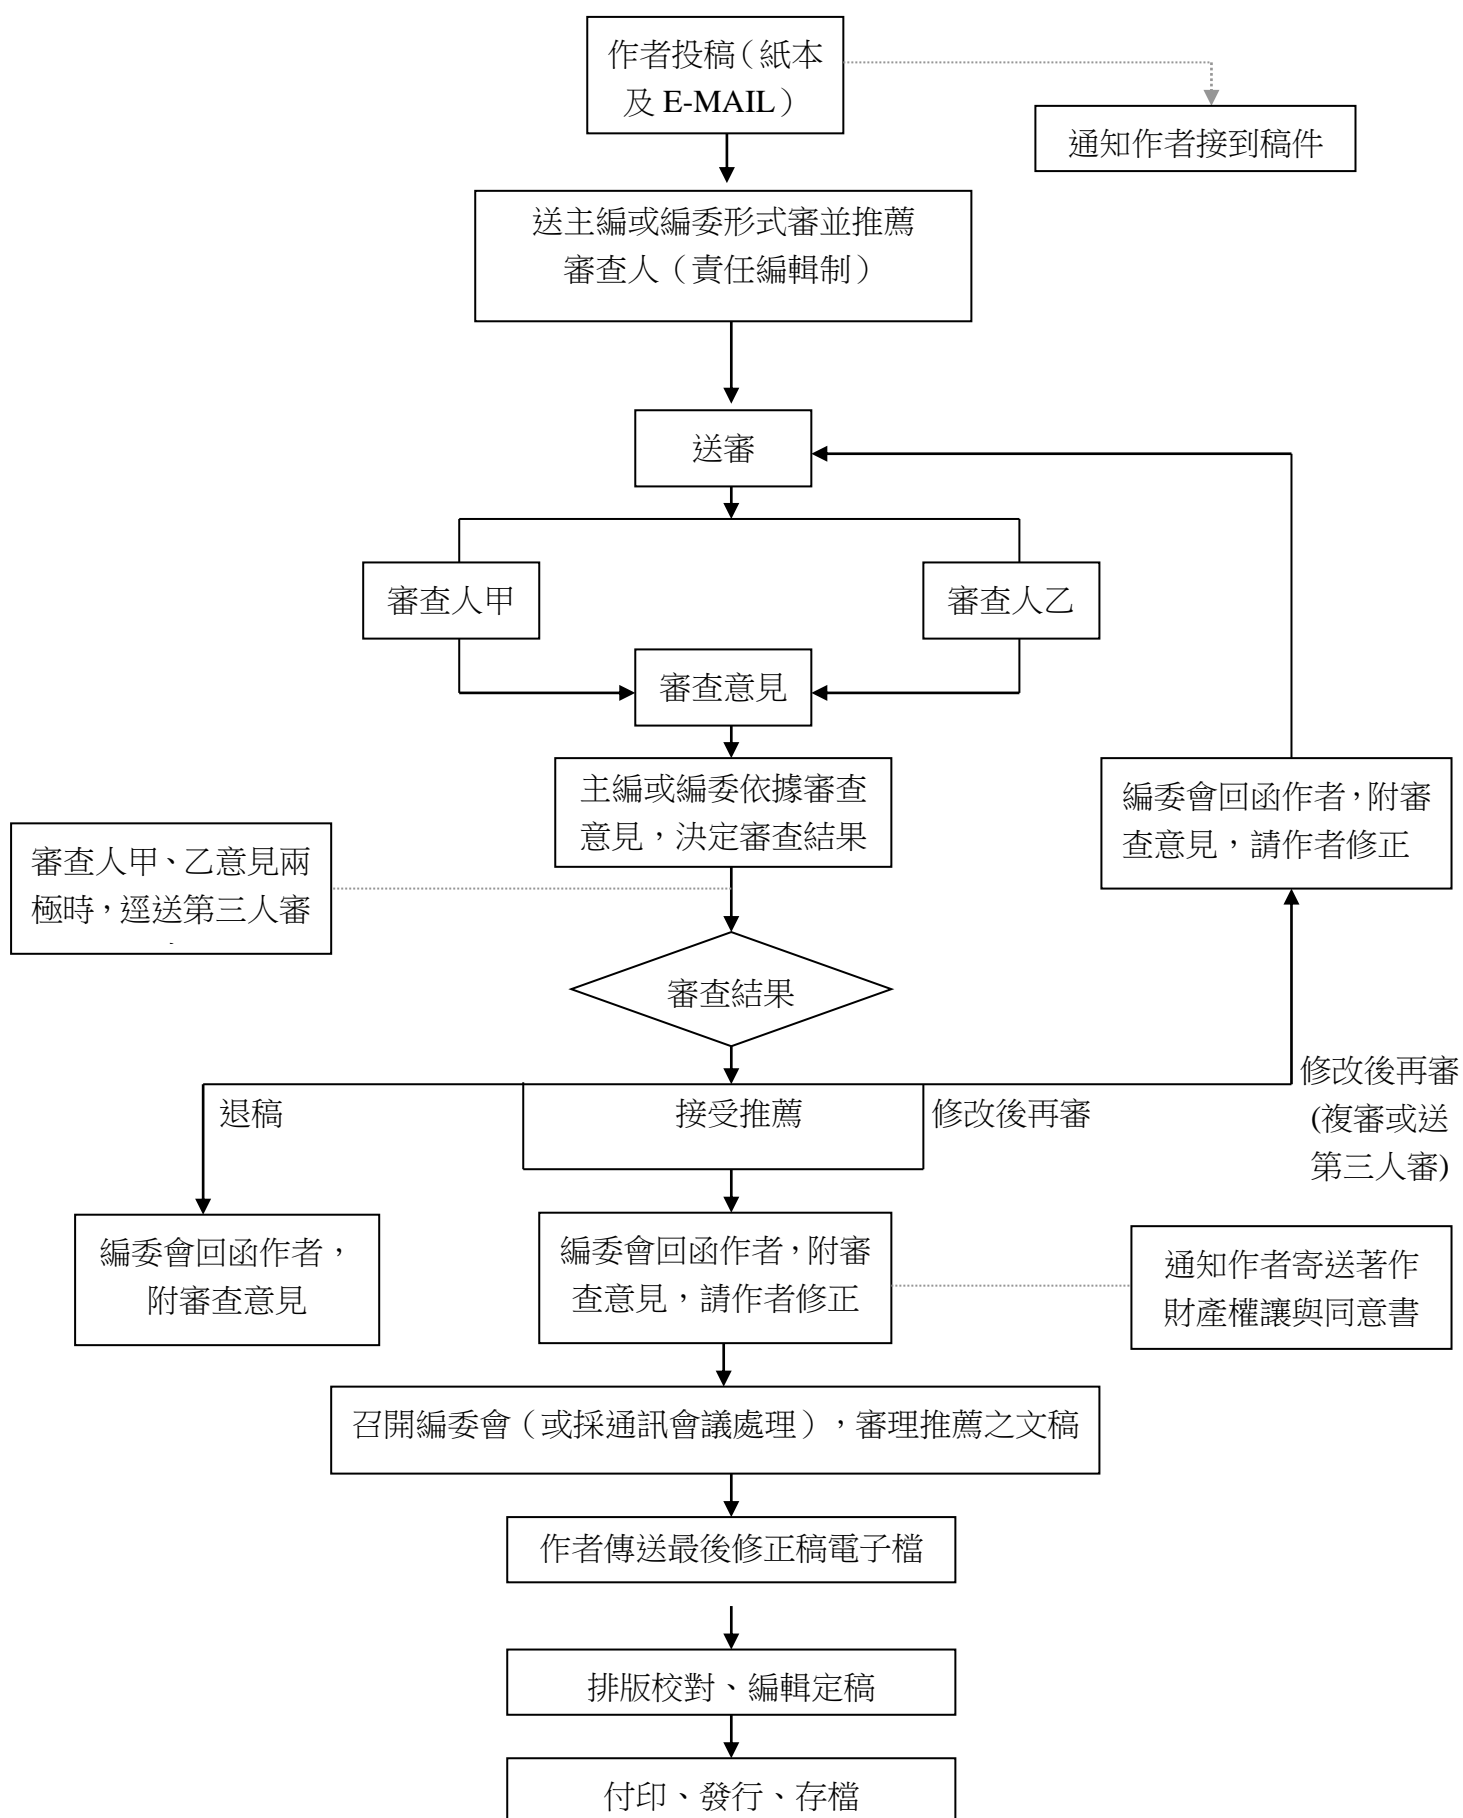 作者投稿（紙本
及 E-MAIL）
通知作者接到稿件
送主編或編委形式審並推薦
審查人（責任編輯制）
送審
審查人甲
審查人乙
審查意見
主編或編委依據審查
意見，決定審查結果
編委會回函作者，附審
查意見，請作者修正
審查人甲、乙意見兩
極時，逕送第三人審
審查結果
退稿
接受推薦
修改後再審
修改後再審
(複審或送
第三人審)
編委會回函作者，
附審查意見
編委會回函作者，附審
查意見，請作者修正
通知作者寄送著作
財產權讓與同意書
召開編委會（或採通訊會議處理），審理推薦之文稿
作者傳送最後修正稿電子檔
排版校對、編輯定稿
付印、發行、存檔